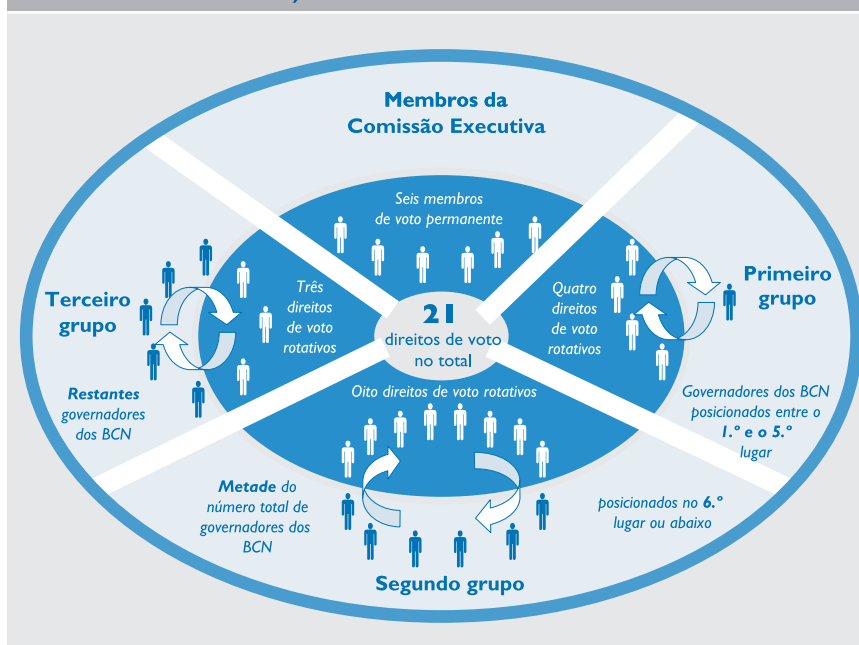 Membros da
Comissão Executiva
Seis membros
de voto permanente
Terceiro
grupo
Três
direitos
de voto
rotativos
21
direitos de voto
no total
Quatro
direitos
de voto
rotativos
Primeiro
grupo
Restantes
governadores
dos BCN
Oito direitos de voto rotativos
Governadores dos BCN
posicionados entre o
1.º e o 5.º
lugar
Metade do
número total de
governadores dos
BCN
posicionados no 6.º
lugar ou abaixo
Segundo grupo